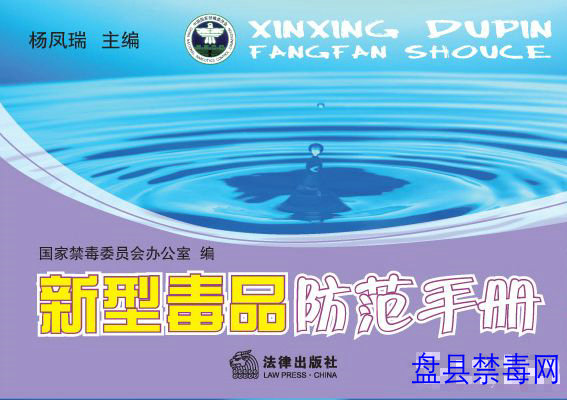 杨凤瑞 主编
XINXING DUPIN
FANGFAN SHOUCE
国家禁毒委员会办公室 编
新型毒品防范手册
法律出版社
LAW PRESS·CHINA
盘县禁毒网